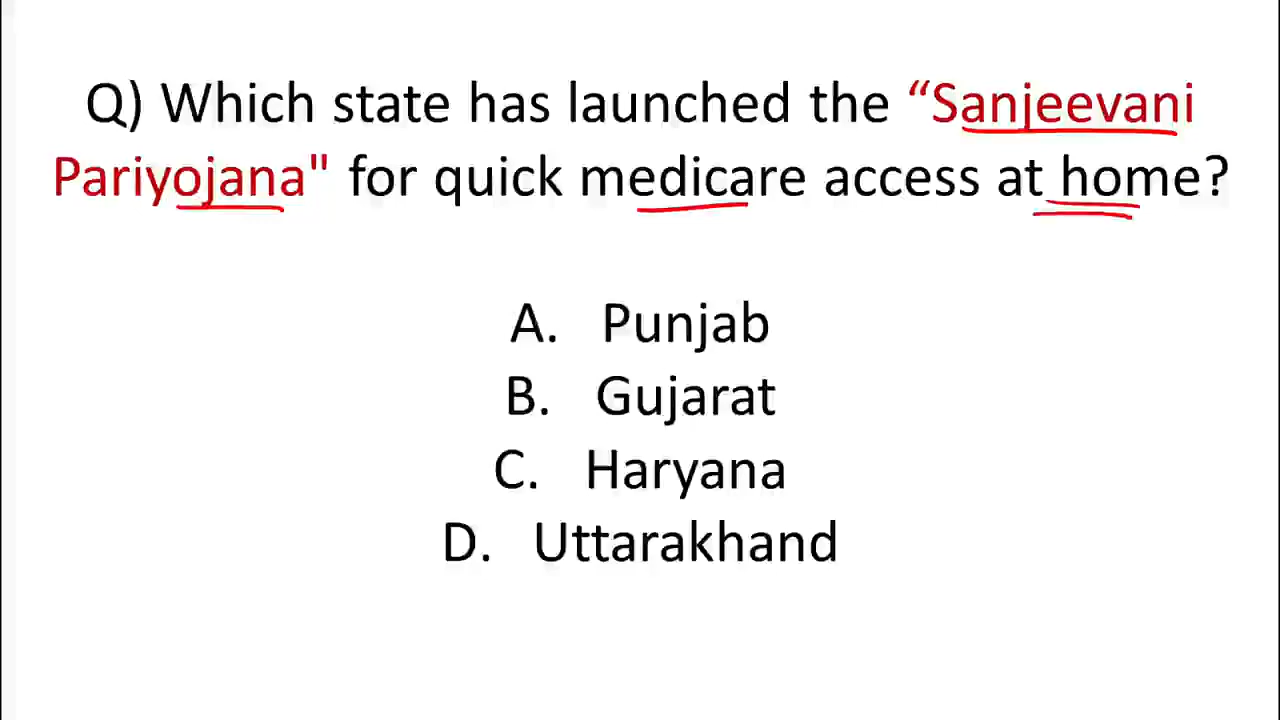 Q) Which state has launched the “Sanjeevani
Pariyojana" for quick medicare access at home?
A. Punjab
B. Gujarat
C. Haryana
D. Uttarakhand